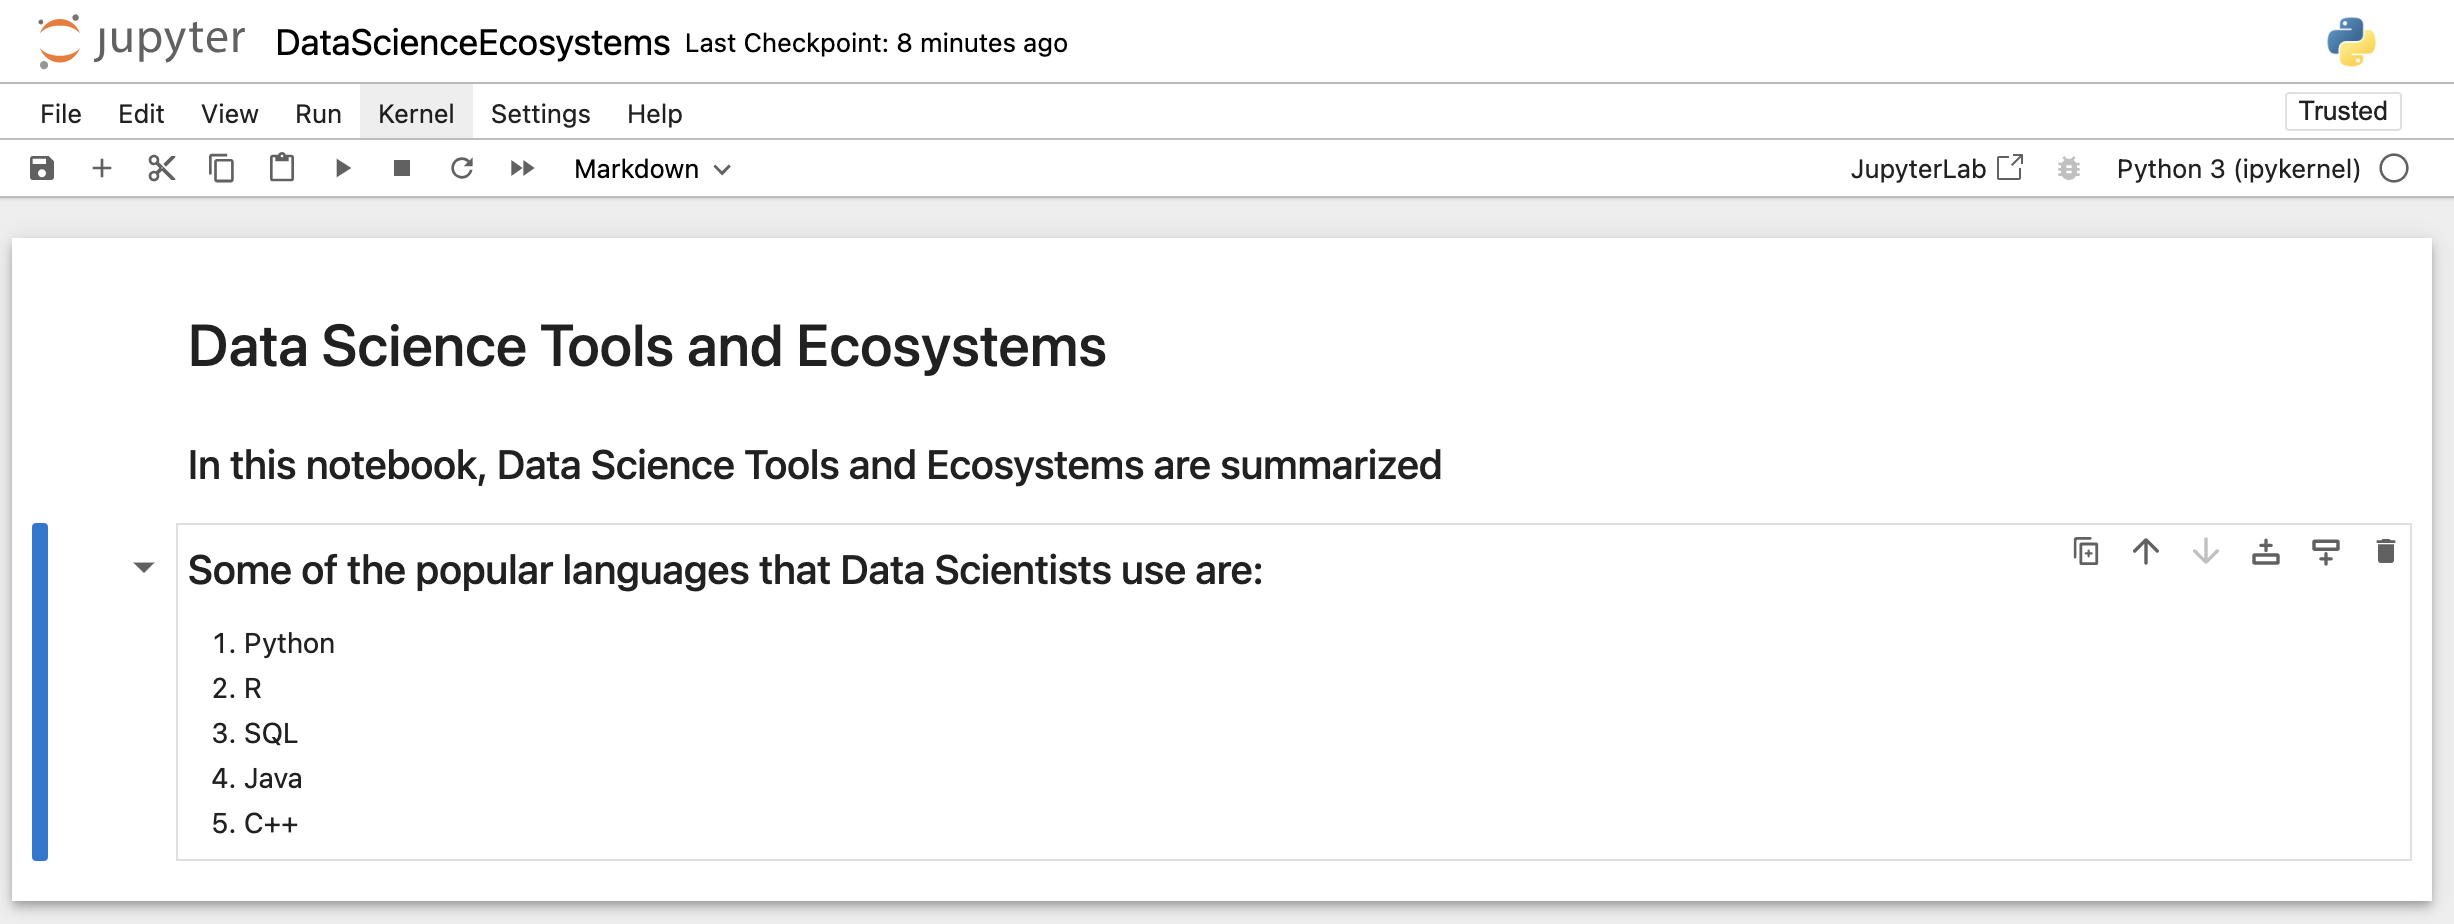 jupyter DataScienceEcosystems Last Checkpoint: 8 minutes ago
File Edit View Run Kernel Settings Help Trusted
Markdown JupyterLab Python 3 (ipykernel)
Data Science Tools and Ecosystems
In this notebook, Data Science Tools and Ecosystems are summarized
Some of the popular languages that Data Scientists use are:
1. Python
2. R
3. SQL
4. Java
5. C++